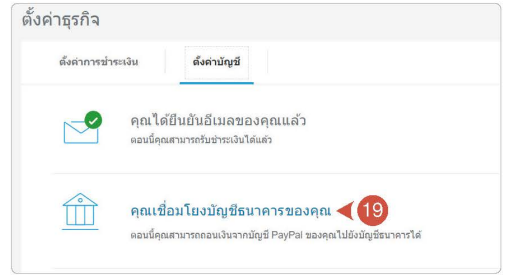 ตั้งค่าธุรกิจ
ตั้งค่าการชำระเงิน ตั้งค่าบัญชี
คุณได้ยืนยันอีเมลของคุณแล้ว
ตอนนี้คุณสามารถรับชำระเงินได้แล้ว
คุณเชื่อมโยงบัญชีธนาคารของคุณ 19
ตอนนี้คุณสามารถถอนเงินจากบัญชี PayPal ของคุณไปยังบัญชีธนาคารได้